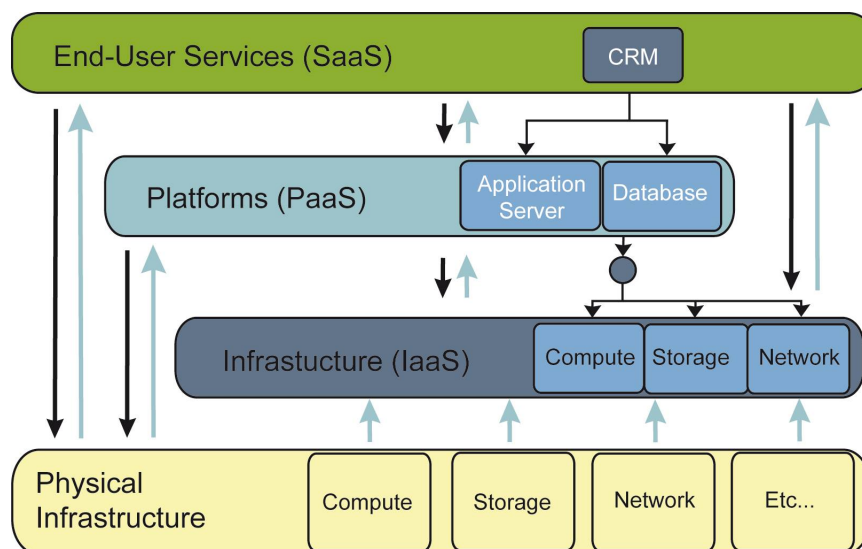 End-User Services (SaaS)
CRM
Platforms (PaaS)
Application
Server
Database
Infrastucture (IaaS)
Compute
Storage
Network
Physical
Infrastructure
Compute
Storage
Network
Etc...